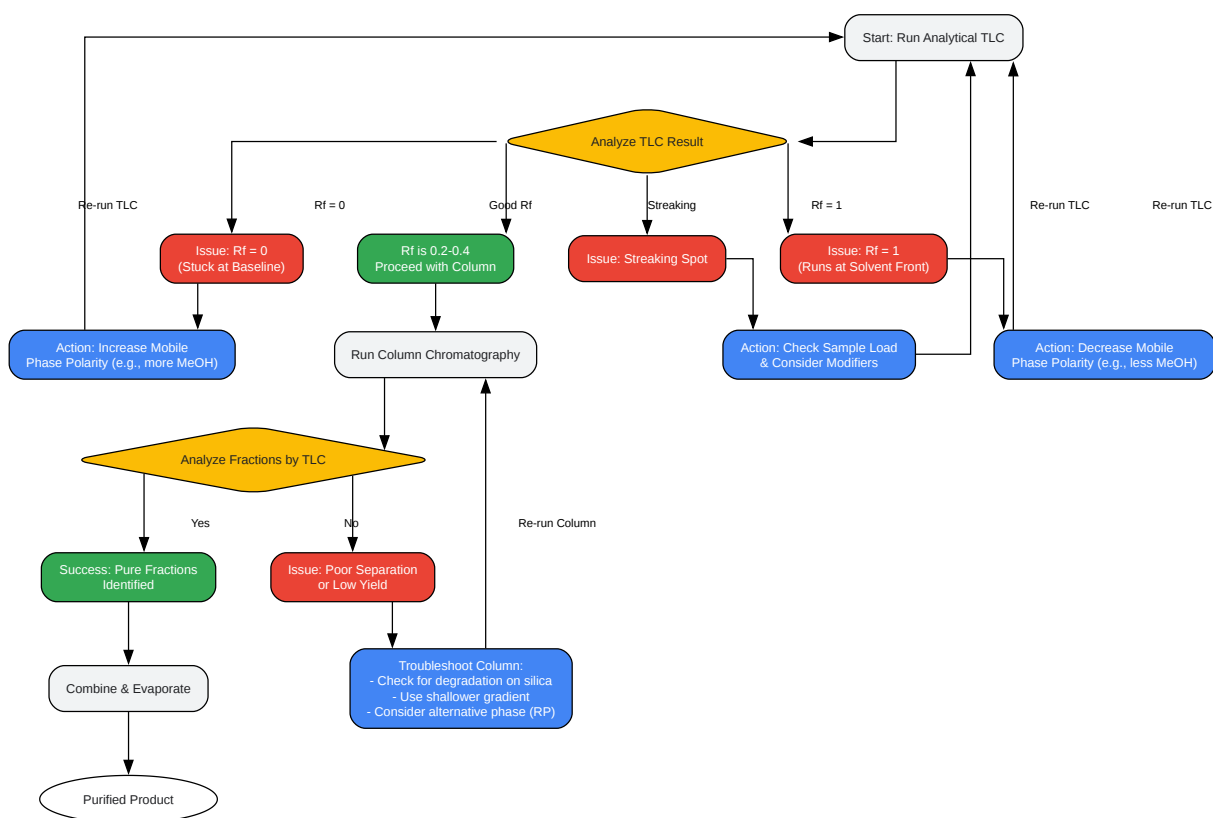 Start: Run Analytical TLC
Analyze TLC Result
Re-run TLC
Rf = 0
Good Rf
Streaking
Rf = 1
Re-run TLC
Re-run TLC
Issue: Rf = 0
(Stuck at Baseline)
Rf is 0.2-0.4
Proceed with Column
Issue: Streaking Spot
Issue: Rf = 1
(Runs at Solvent Front)
Action: Increase Mobile
Phase Polarity (e.g., more MeOH)
Run Column Chromatography
Action: Check Sample Load
& Consider Modifiers
Action: Decrease Mobile
Phase Polarity (e.g., less MeOH)
Analyze Fractions by TLC
Yes
No
Re-run Column
Success: Pure Fractions
Identified
Issue: Poor Separation
or Low Yield
Combine & Evaporate
Troubleshoot Column:
- Check for degradation on silica
- Use shallower gradient
- Consider alternative phase (RP)
Purified Product